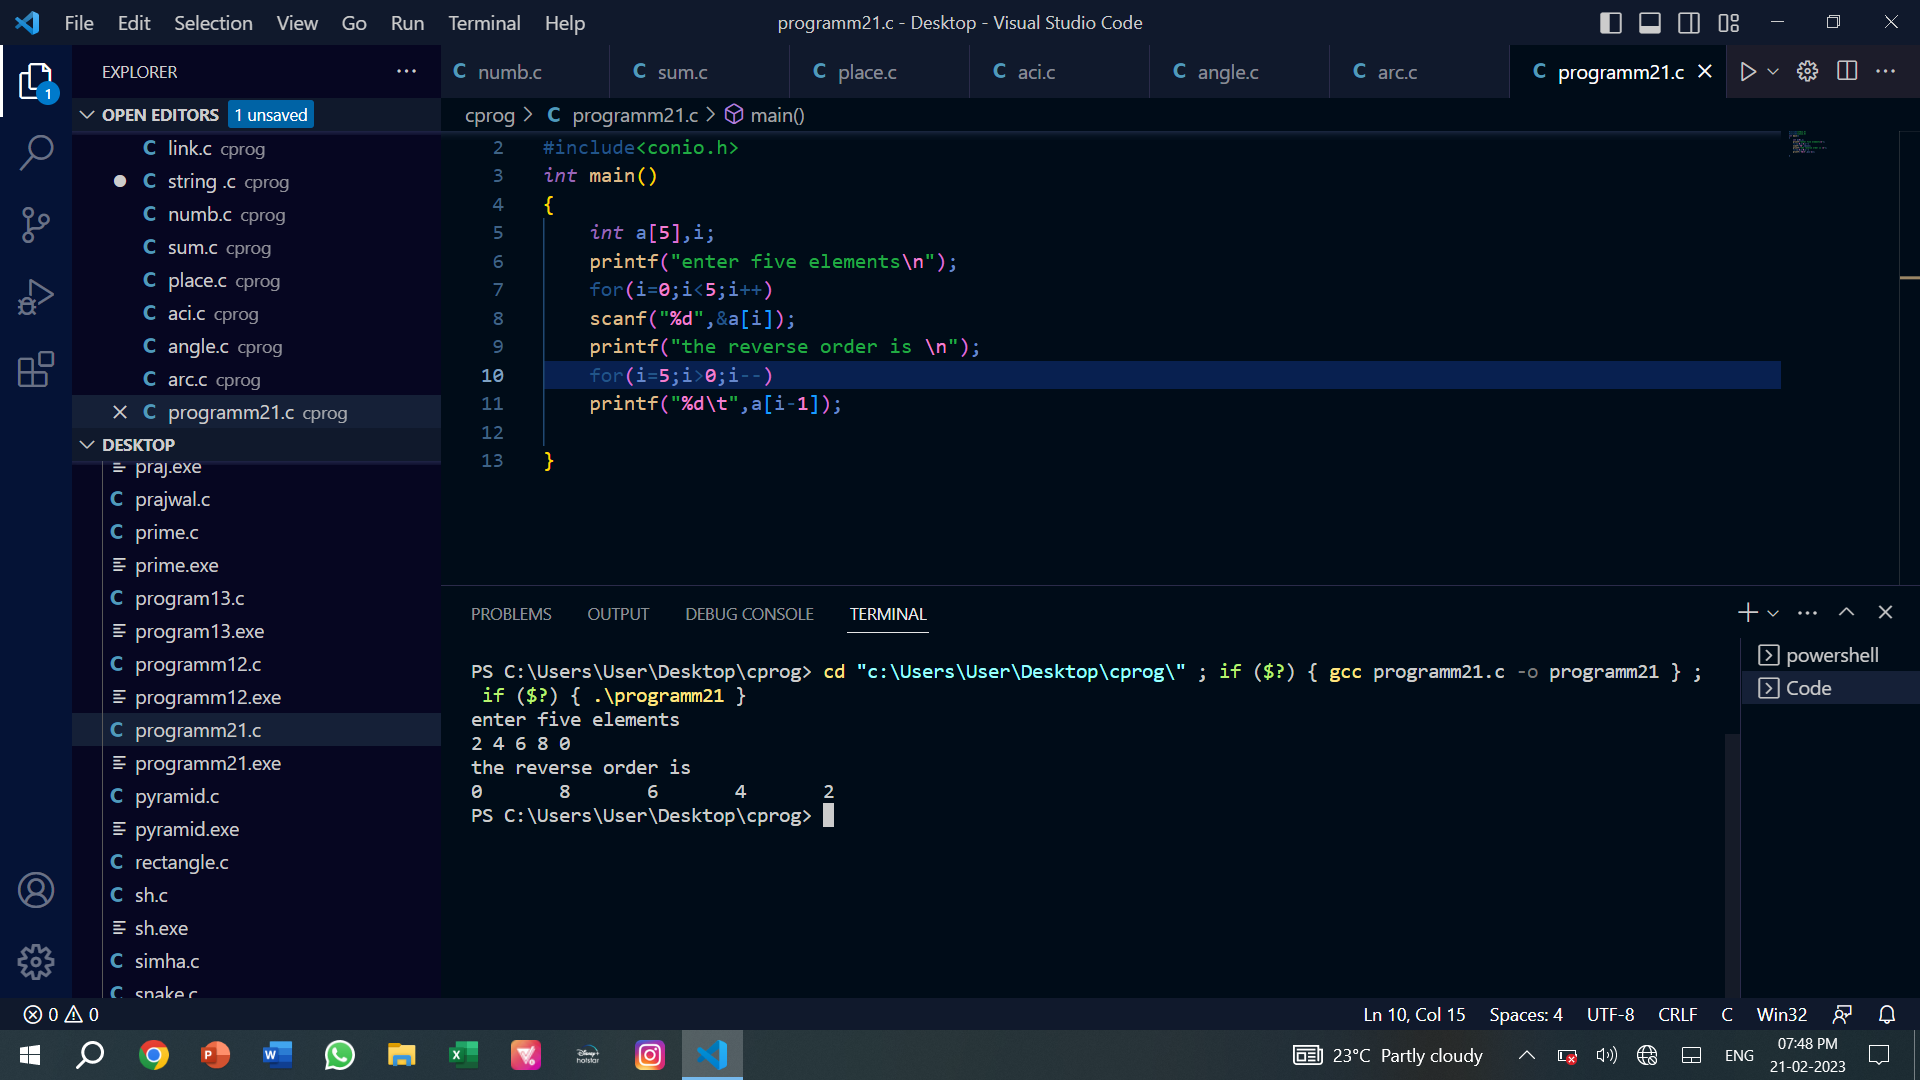 File Edit Selection View Go Run Terminal Help
programm21.c - Desktop - Visual Studio Code
EXPLORER
1
OPEN EDITORS 1 unsaved
link.c cprog
string .c cprog
numb.c cprog
sum.c cprog
place.c cprog
aci.c cprog
angle.c cprog
arc.c cprog
programm21.c cprog
DESKTOP
praj.exe
prajwal.c
prime.c
prime.exe
program13.c
program13.exe
programm12.c
programm12.exe
programm21.c
programm21.exe
pyramid.c
pyramid.exe
rectangle.c
sh.c
sh.exe
simha.c
snake.c
numb.c sum.c place.c aci.c angle.c arc.c programm21.c
cprog > C programm21.c > main()
2 #include<conio.h>
3 int main()
4 {
5 int a[5],i;
6 printf("enter five elements\n");
7 for(i=0;i<5;i++)
8 scanf("%d",&a[i]);
9 printf("the reverse order is \n");
10 for(i=5;i>0;i--)
11 printf("%d\t",a[i-1]);
12
13 }
PROBLEMS OUTPUT DEBUG CONSOLE TERMINAL
PS C:\Users\User\Desktop\cprog> cd "c:\Users\User\Desktop\cprog\" ; if ($?) { gcc programm21.c -o programm21 } ;
if ($?) { .\programm21 }
enter five elements
2 4 6 8 0
the reverse order is
0 8 6 4 2
PS C:\Users\User\Desktop\cprog>
powershell
Code
0 0
Ln 10, Col 15 Spaces: 4 UTF-8 CRLF C Win32
23°C Partly cloudy
ENG
07:48 PM
21-02-2023